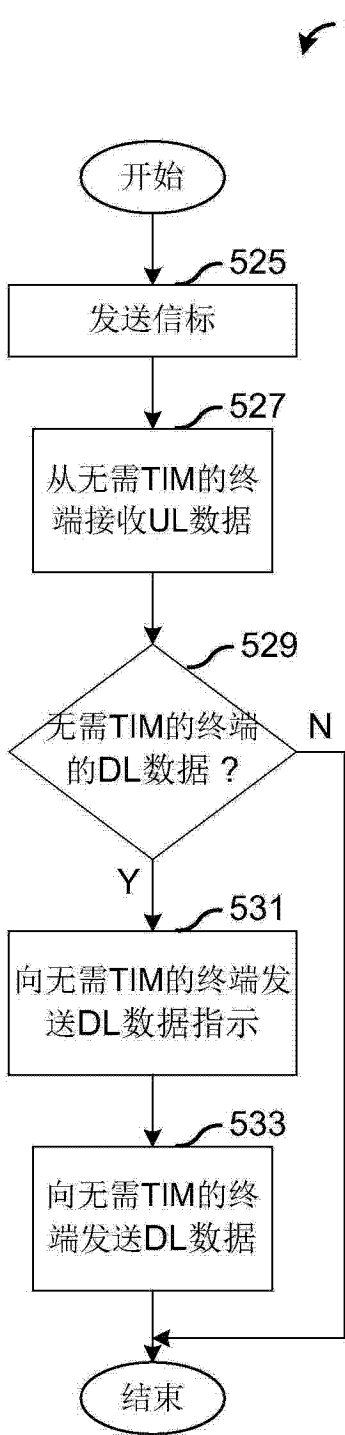 开始
525
发送信标
527
从无需TIM的终
端接收UL数据
529
无需TIM的终端
的DL数据？
N
Y
531
向无需TIM的终端发
送DL数据指示
533
向无需TIM的终
端发送DL数据
结束